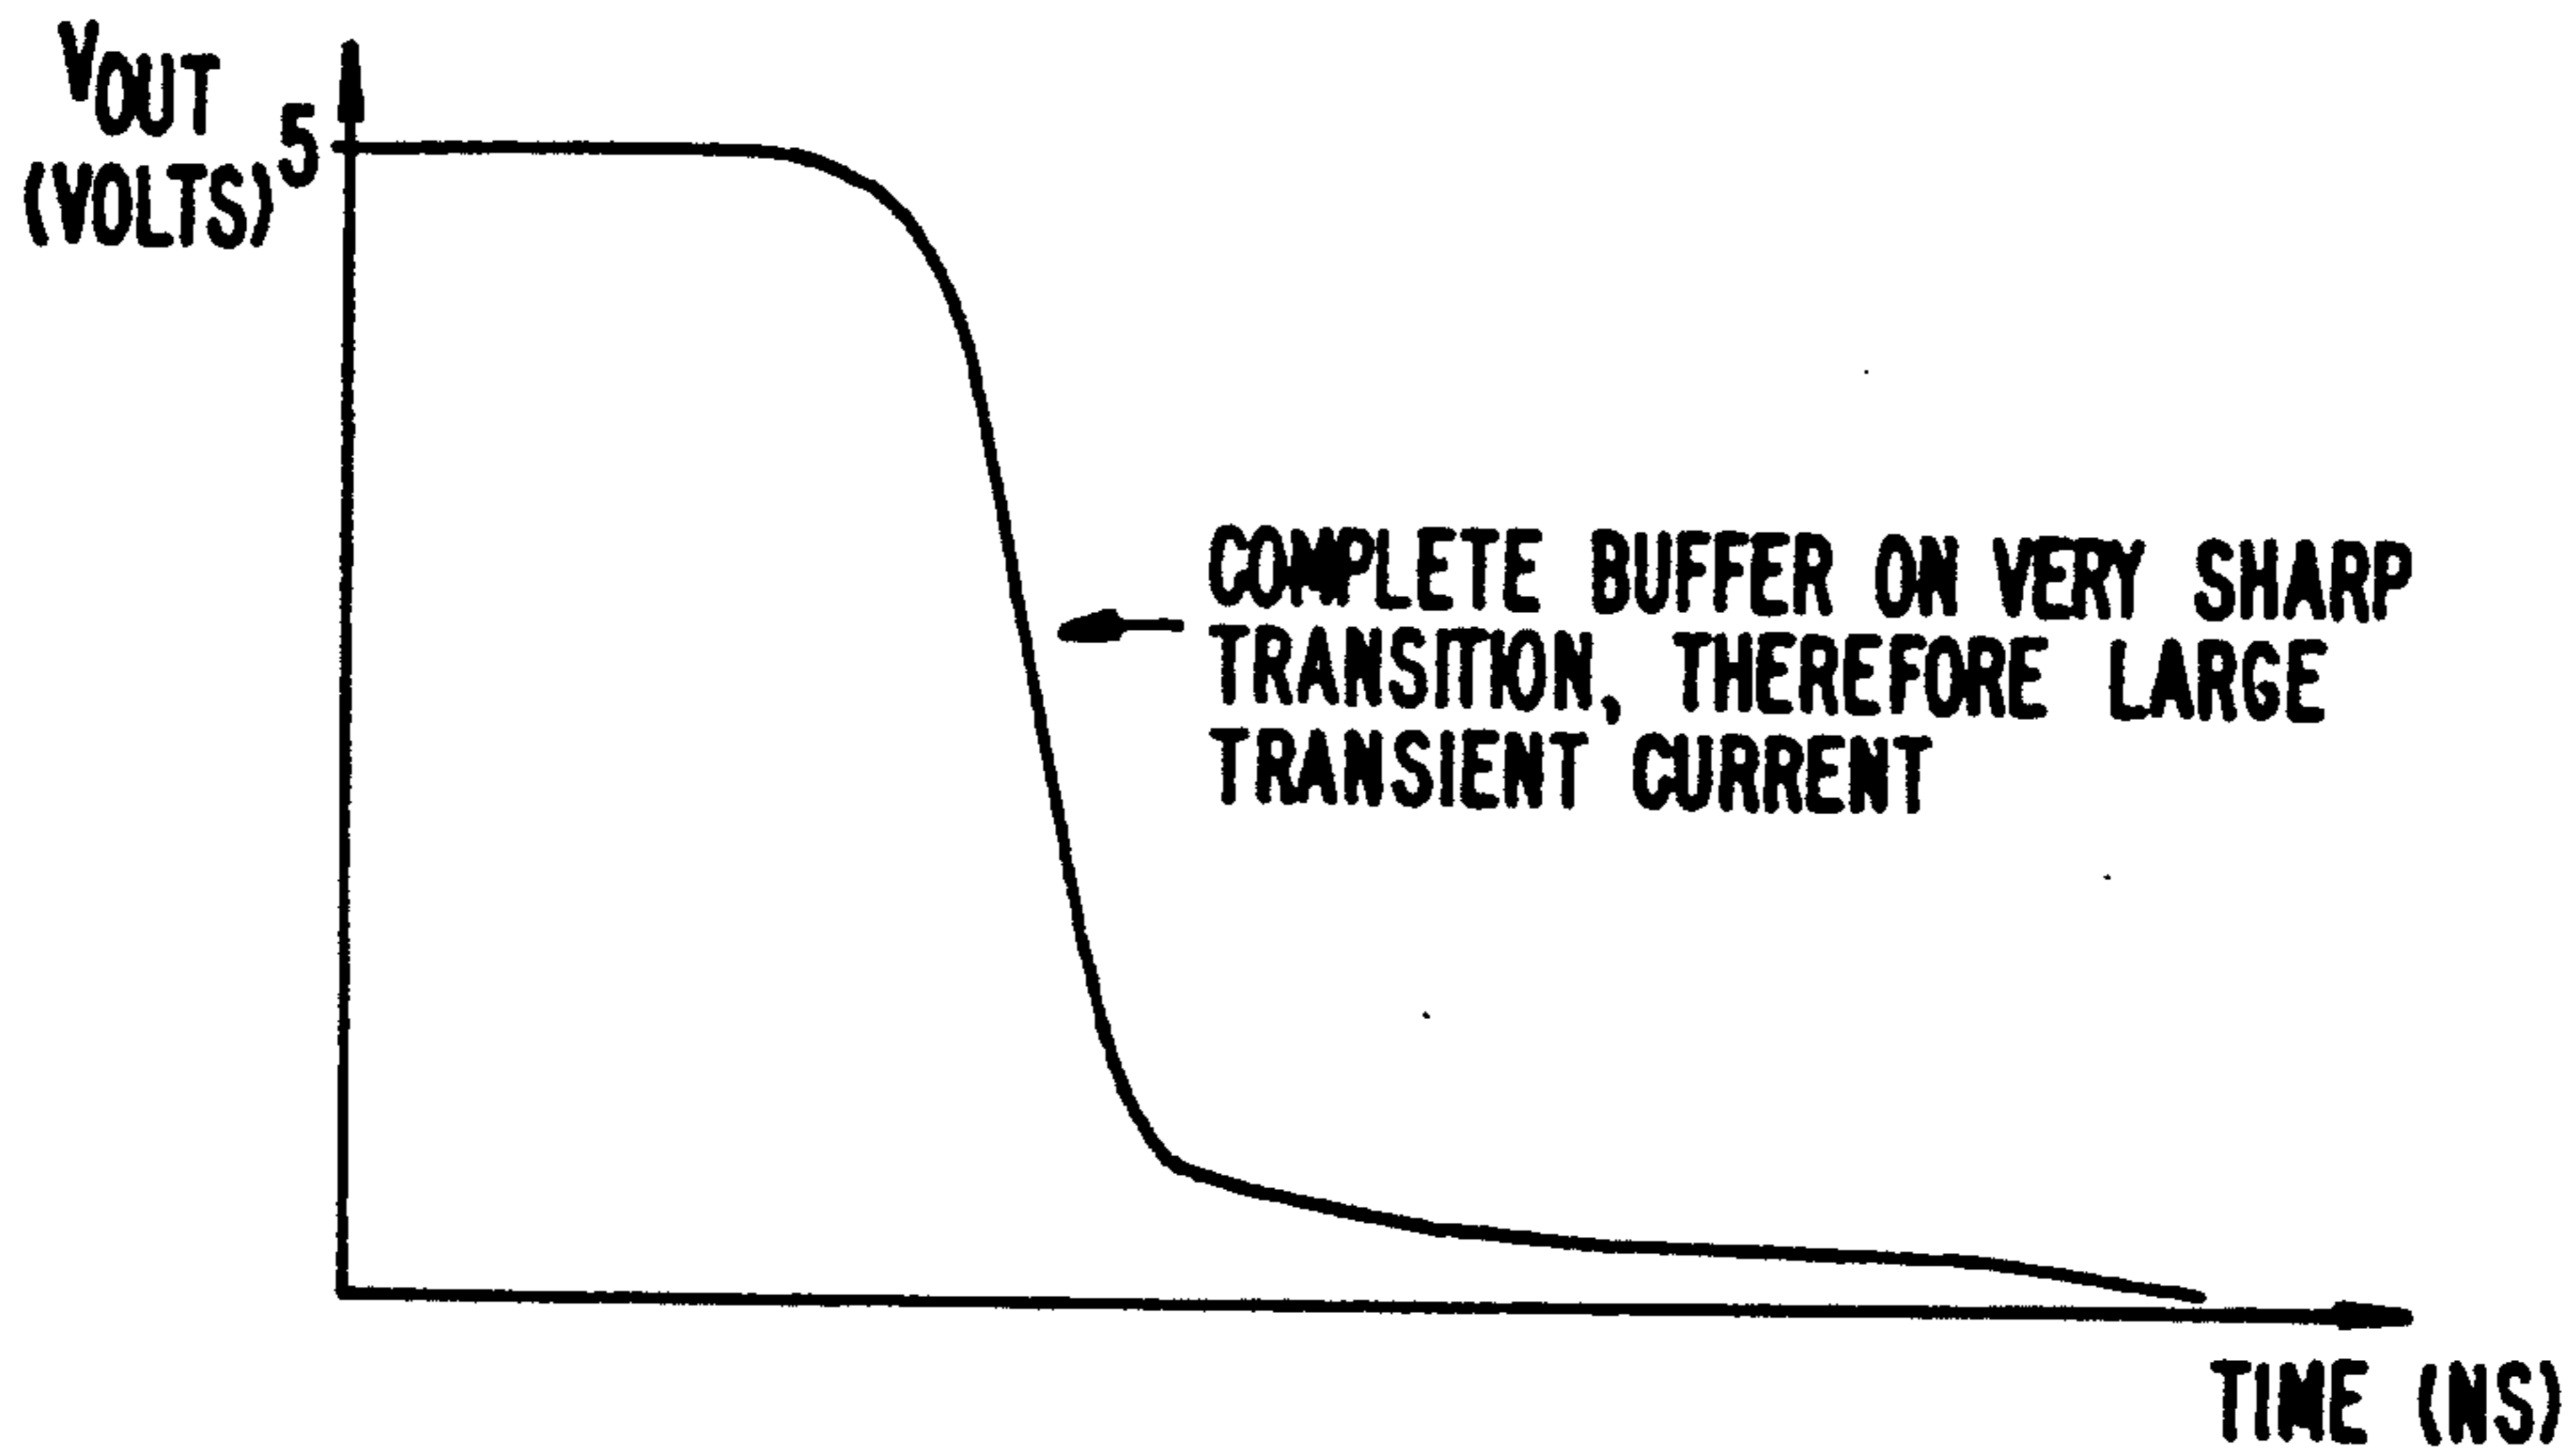 VOUT
(VOLTS)
5
COMPLETE BUFFER ON VERY SHARP
TRANSITION, THEREFORE LARGE
TRANSIENT CURRENT
TIME (NS)